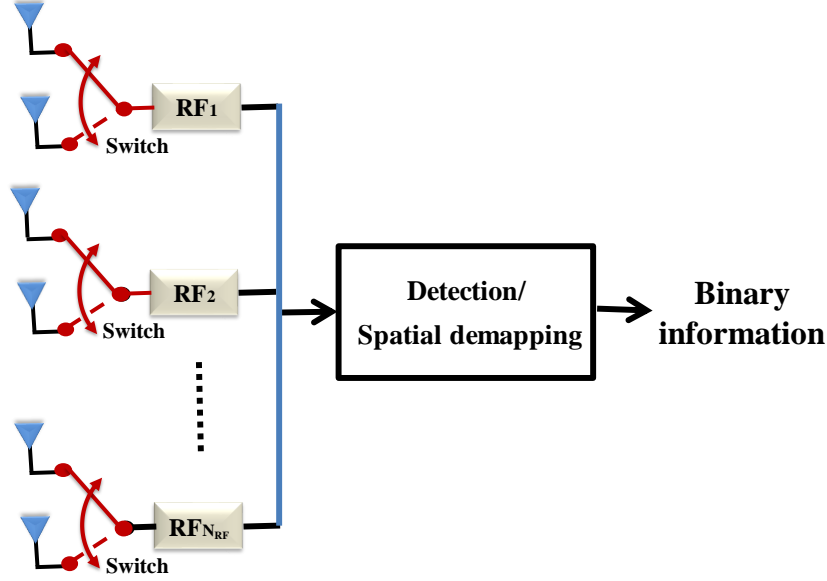 RF1
Switch
RF2
Switch
Detection/
Spatial demapping
Binary
information
RFNRF
Switch